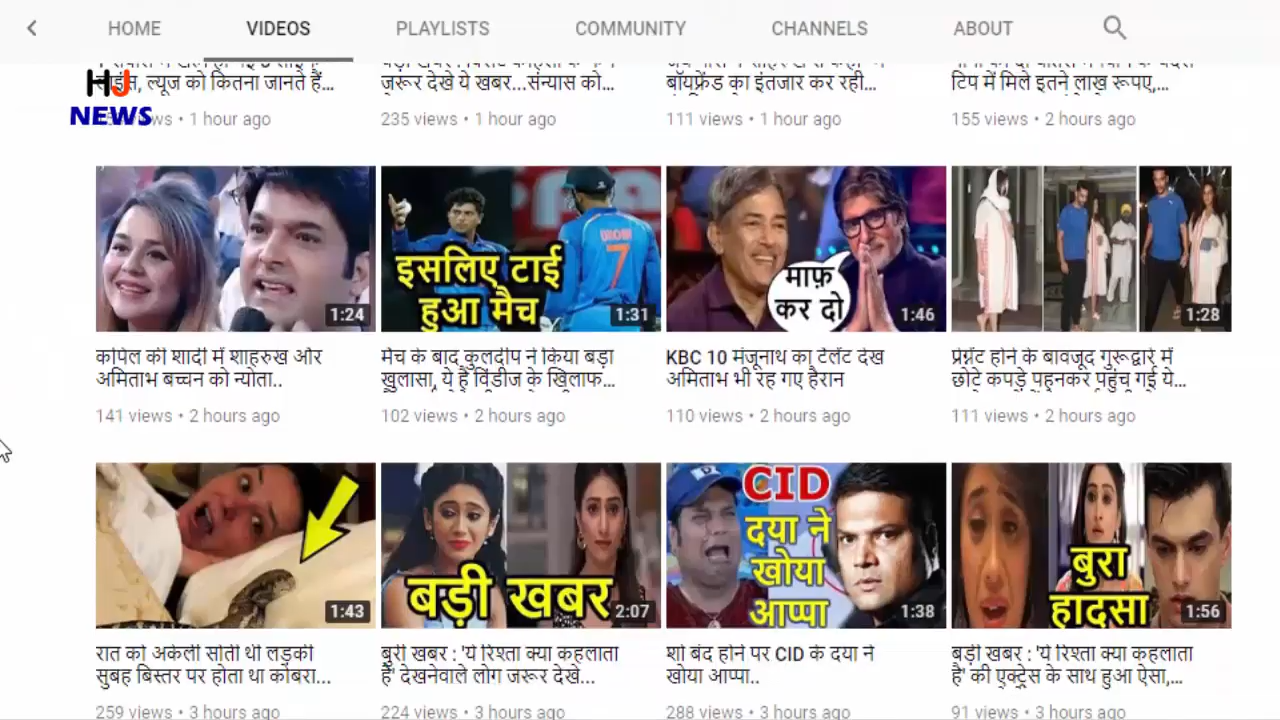 HOME VIDEOS PLAYLISTS COMMUNITY CHANNELS ABOUT
HJ
NEWS
साइंस, ल्यूज को कितना जानते हैं...
views • 1 hour ago
जरूर देखे ये खबर...संन्यास को...
235 views • 1 hour ago
बॉयफ्रेंड का इंतजार कर रही...
111 views • 1 hour ago
टिप में मिले इतने लाख रूपए,...
155 views • 2 hours ago
1:24
इसलिए टाई
हुआ मैच
7
1:31
माफ़
कर दो
1:46
1:28
कपिल की शादी में शाहरुख और
अमिताभ बच्चन को न्योता..
141 views • 2 hours ago
मैच के बाद कुलदीप ने किया बड़ा
खुलासा, ये है विंडीज के खिलाफ...
102 views • 2 hours ago
KBC 10 मंजूनाथ का टैलेंट देख
अमिताभ भी रह गए हैरान
110 views • 2 hours ago
प्रेग्नेंट होने के बावजूद गुरूद्वारे में
छोटे कपड़े पहनकर पहुंच गई ये...
111 views • 2 hours ago
1:43
बड़ी खबर
2:07
CID
दया ने
खोया
आप्पा
1:38
बुरा
हादसा
1:56
रात को अकेली सोती थी लड़की
सुबह बिस्तर पर होता था कोबरा...
259 views • 3 hours ago
बुरी खबर : 'ये रिश्ता क्या कहलाता
है' देखनेवाले लोग जरूर देखे...
224 views • 3 hours ago
शो बंद होने पर CID के दया ने
खोया आप्पा..
288 views • 3 hours ago
बड़ी खबर : 'ये रिश्ता क्या कहलाता
है' की एक्ट्रेस के साथ हुआ ऐसा,...
91 views • 3 hours ago